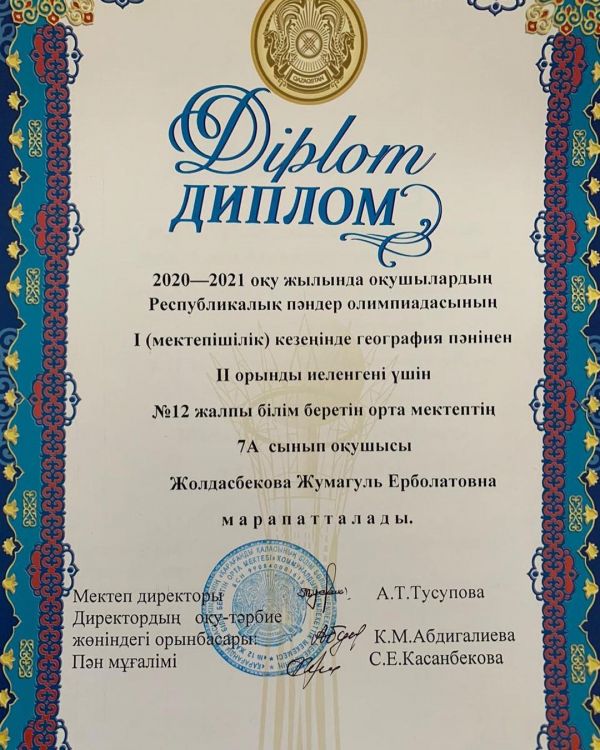 QAZAQSTAN
Diplom
ДИПЛОМ
2020—2021 оқу жылында оқушылардың
Республикалық пәндер олимпиадасының
I (мектепішілік) кезеңінде география пәнінен
II орынды иеленгені үшін
№12 жалпы білім беретін орта мектептің
7А сынып оқушысы
Жолдасбекова Жумагуль Ерболатовна
марапатталады.
Мектеп директоры А.Т.Тусупова
Директордың оқу-тәрбие
жөніндегі орынбасары: К.М.Абдигалиева
Пән мұғалімі С.Е.Касанбекова